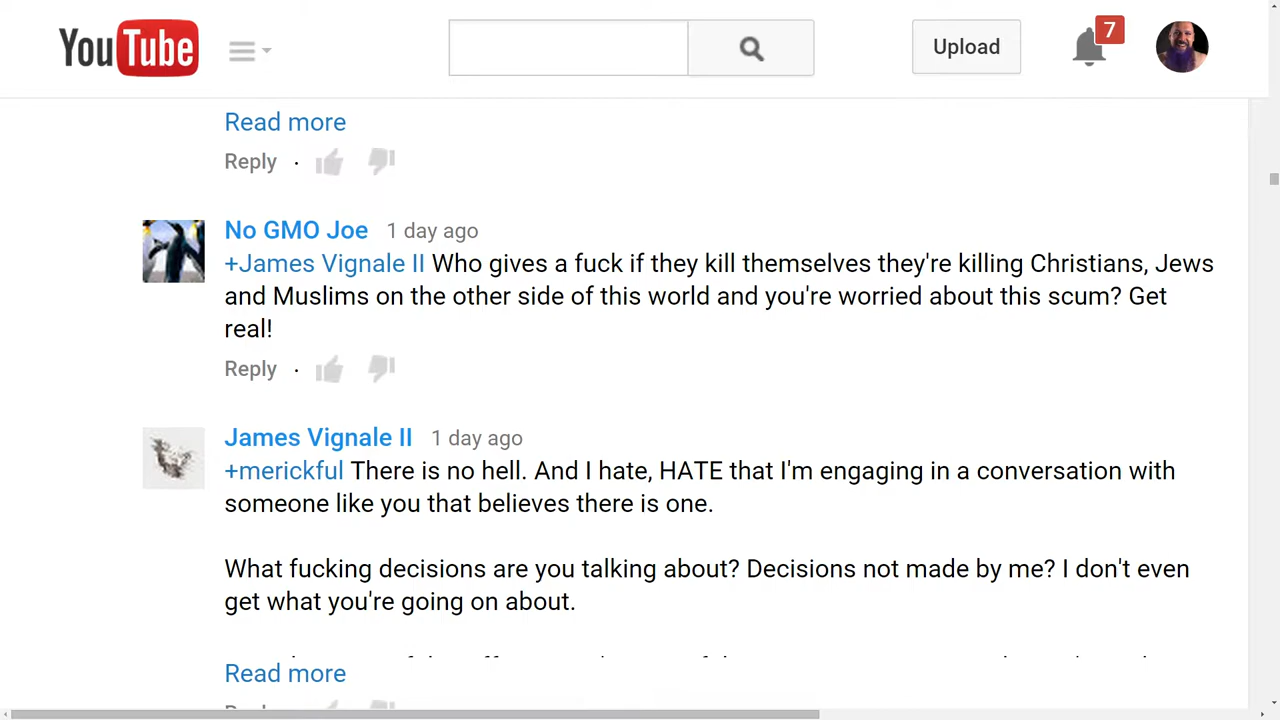 YouTube
Upload
7
Read more
Reply ·
No GMO Joe 1 day ago
+James Vignale II Who gives a fuck if they kill themselves they're killing Christians, Jews
and Muslims on the other side of this world and you're worried about this scum? Get
real!
Reply ·
James Vignale II 1 day ago
+merickful There is no hell. And I hate, HATE that I'm engaging in a conversation with
someone like you that believes there is one.
What fucking decisions are you talking about? Decisions not made by me? I don't even
get what you're going on about.
Read more